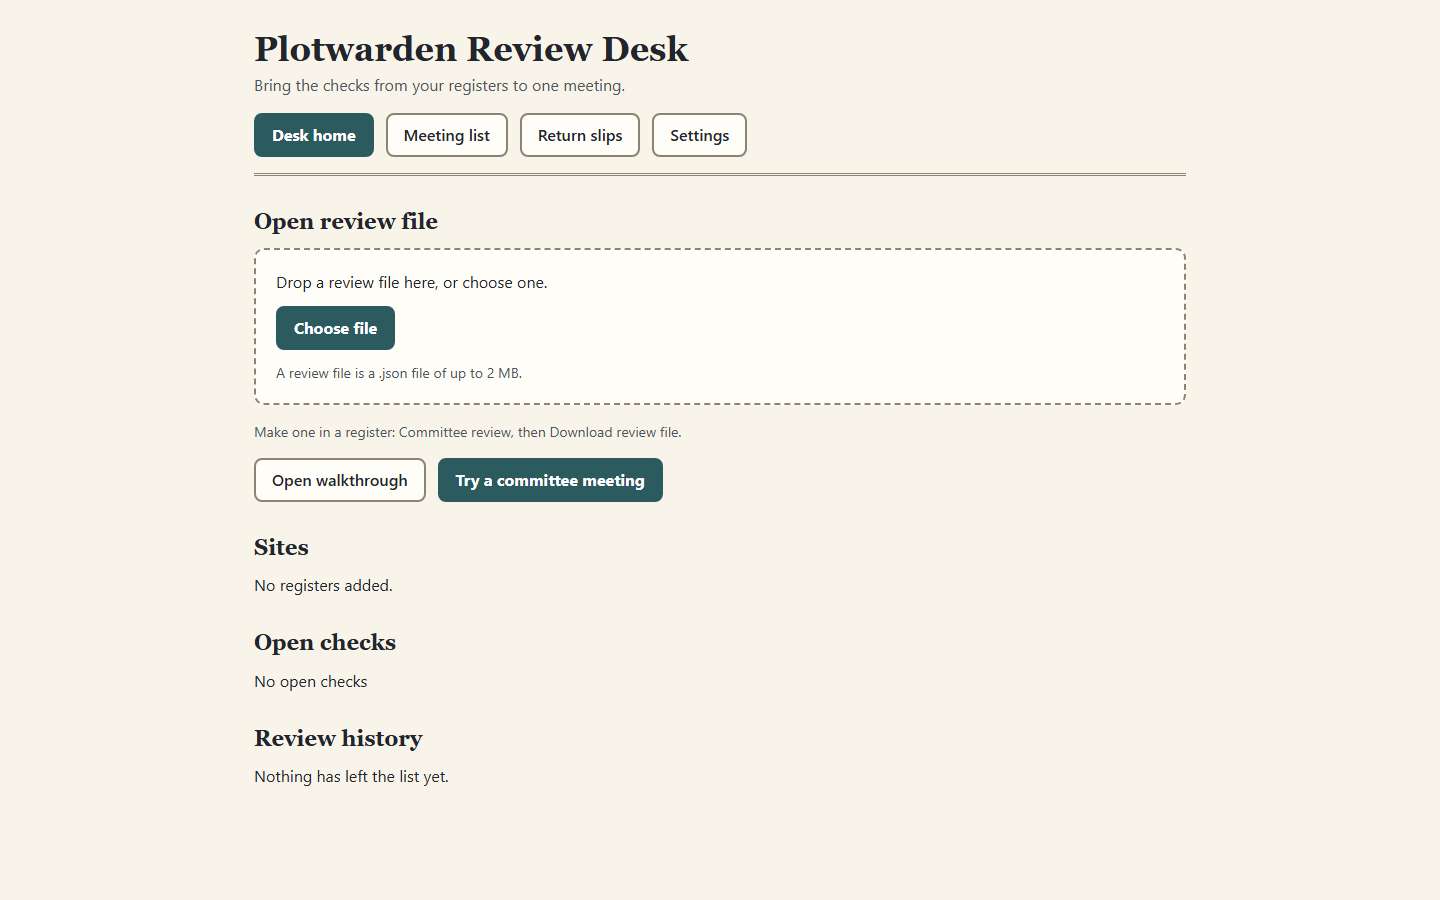 Plotwarden Review Desk
Bring the checks from your registers to one meeting.
Desk home Meeting list Return slips Settings
Open review file
Drop a review file here, or choose one.
Choose file
A review file is a .json file of up to 2 MB.
Make one in a register: Committee review, then Download review file.
Open walkthrough Try a committee meeting
Sites
No registers added.
Open checks
No open checks
Review history
Nothing has left the list yet.